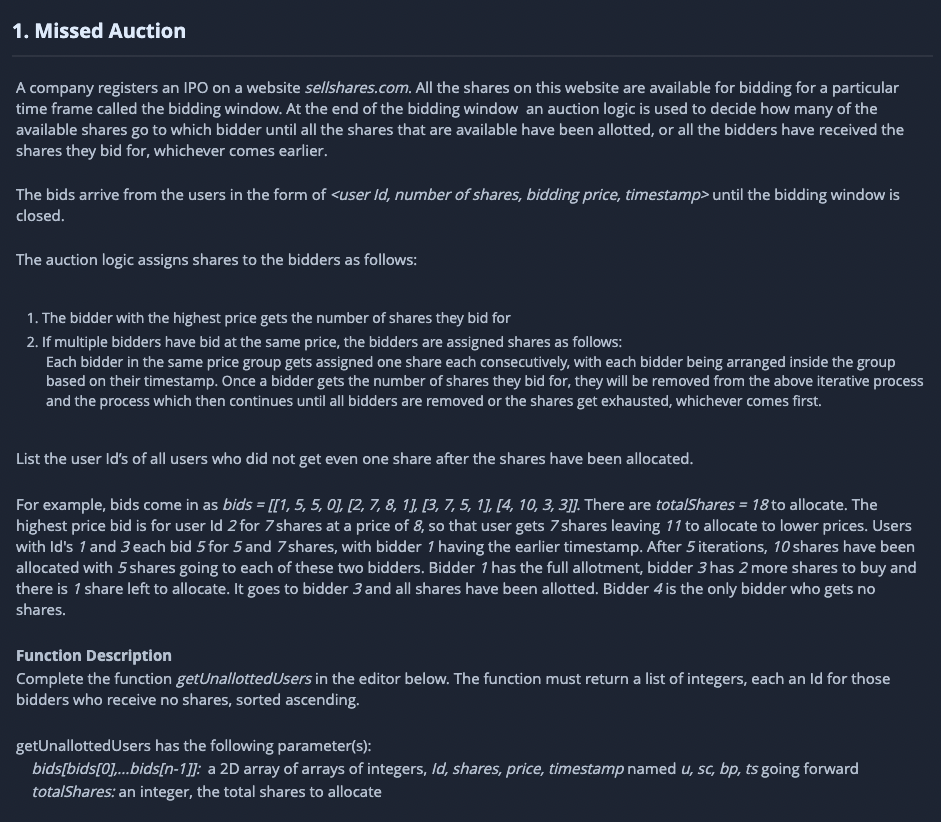 1. Missed Auction
A company registers an IPO on a website sellshares.com. All the shares on this website are available for bidding for a particular
time frame called the bidding window. At the end of the bidding window  an auction logic is used to decide how many of the
available shares go to which bidder until all the shares that are available have been allotted, or all the bidders have received the
shares they bid for, whichever comes earlier.
The bids arrive from the users in the form of <user Id, number of shares, bidding price, timestamp> until the bidding window is
closed.
The auction logic assigns shares to the bidders as follows:
1. The bidder with the highest price gets the number of shares they bid for
2. If multiple bidders have bid at the same price, the bidders are assigned shares as follows:
Each bidder in the same price group gets assigned one share each consecutively, with each bidder being arranged inside the group
based on their timestamp. Once a bidder gets the number of shares they bid for, they will be removed from the above iterative process
and the process which then continues until all bidders are removed or the shares get exhausted, whichever comes first.
List the user Id's of all users who did not get even one share after the shares have been allocated.
For example, bids come in as bids = [[1, 5, 5, 0], [2, 7, 8, 1], [3, 7, 5, 1], [4, 10, 3, 3]]. There are totalShares = 18 to allocate. The
highest price bid is for user Id 2 for 7 shares at a price of 8, so that user gets 7 shares leaving 11 to allocate to lower prices. Users
with Id's 1 and 3 each bid 5 for 5 and 7 shares, with bidder 1 having the earlier timestamp. After 5 iterations, 10 shares have been
allocated with 5 shares going to each of these two bidders. Bidder 1 has the full allotment, bidder 3 has 2 more shares to buy and
there is 1 share left to allocate. It goes to bidder 3 and all shares have been allotted. Bidder 4 is the only bidder who gets no
shares.
Function Description
Complete the function getUnallottedUsers in the editor below. The function must return a list of integers, each an Id for those
bidders who receive no shares, sorted ascending.
getUnallottedUsers has the following parameter(s):
bids[bids[0],...bids[n-1]]:  a 2D array of arrays of integers, Id, shares, price, timestamp named u, sc, bp, ts going forward
totalShares: an integer, the total shares to allocate